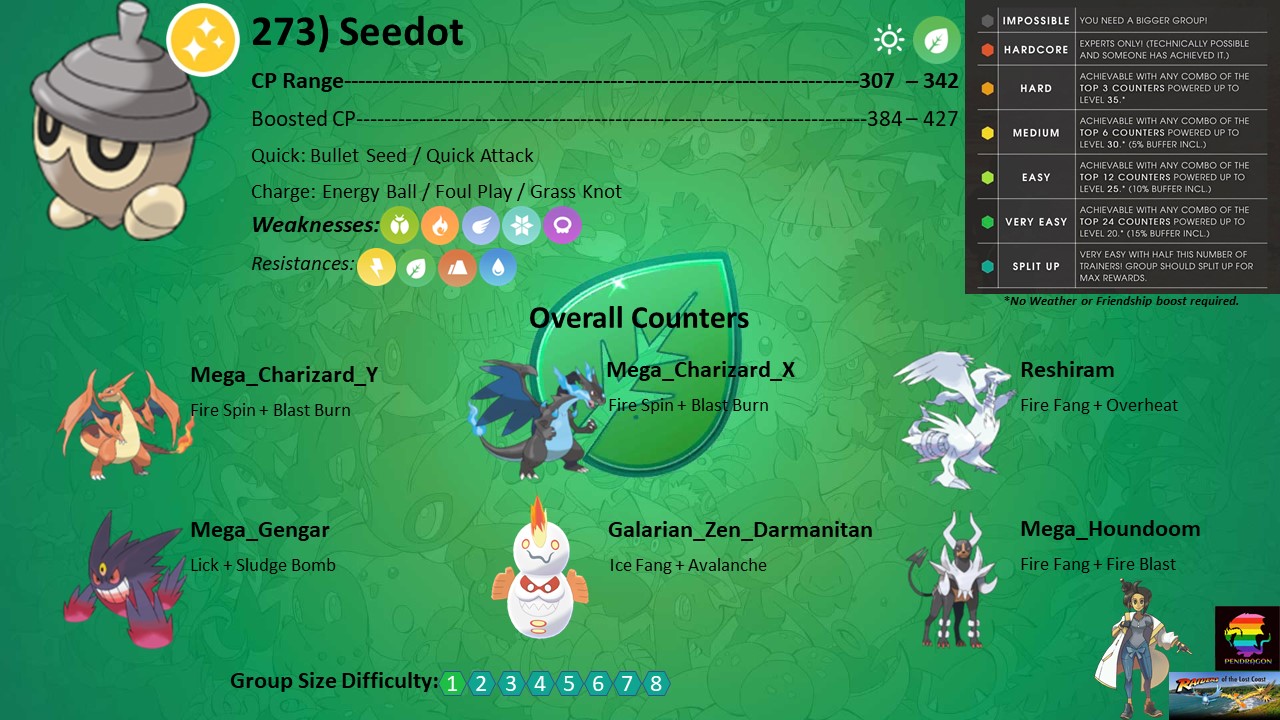 273) Seedot
CP Range------------------------------------------------------------------------307 – 342
Boosted CP------------------------------------------------------------------------384 – 427
Quick: Bullet Seed / Quick Attack
Charge: Energy Ball / Foul Play / Grass Knot
Weaknesses:
Resistances:
IMPOSSIBLE YOU NEED A BIGGER GROUP!
HARDCORE EXPERTS ONLY! (TECHNICALLY POSSIBLE
AND SOMEONE HAS ACHIEVED IT.)
HARD ACHIEVABLE WITH ANY COMBO OF THE
TOP 3 COUNTERS POWERED UP TO
LEVEL 35.*
MEDIUM ACHIEVABLE WITH ANY COMBO OF THE
TOP 6 COUNTERS POWERED UP TO
LEVEL 30.* (5% BUFFER INCL.)
EASY ACHIEVABLE WITH ANY COMBO OF THE
TOP 12 COUNTERS POWERED UP TO
LEVEL 25.* (10% BUFFER INCL.)
VERY EASY ACHIEVABLE WITH ANY COMBO OF THE
TOP 24 COUNTERS POWERED UP TO
LEVEL 20.* (15% BUFFER INCL.)
SPLIT UP VERY EASY WITH HALF THIS NUMBER OF
TRAINERS! GROUP SHOULD SPLIT UP FOR
MAX REWARDS.
*No Weather or Friendship boost required.
Overall Counters
Mega_Charizard_Y
Fire Spin + Blast Burn
Mega_Charizard_X
Fire Spin + Blast Burn
Reshiram
Fire Fang + Overheat
Mega_Gengar
Lick + Sludge Bomb
Galarian_Zen_Darmanitan
Ice Fang + Avalanche
Mega_Houndoom
Fire Fang + Fire Blast
Group Size Difficulty: 1 2 3 4 5 6 7 8
PENDRAGON
RAIDERS of the Lost Coast